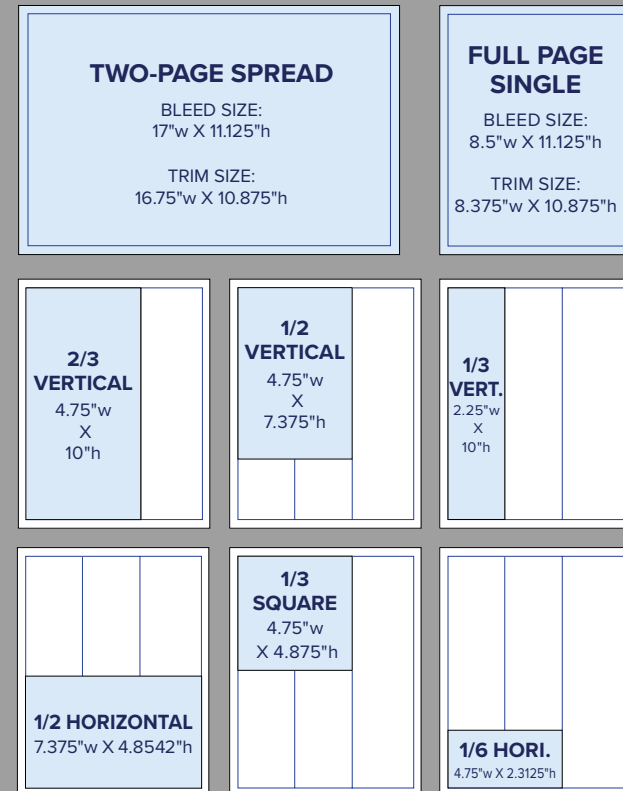 TWO-PAGE SPREAD
BLEED SIZE:
17"w X 11.125"h
TRIM SIZE:
16.75"w X 10.875"h
FULL PAGE
SINGLE
BLEED SIZE:
8.5"w X 11.125"h
TRIM SIZE:
8.375"w X 10.875"h
2/3
VERTICAL
4.75"w
X
10"h
1/2
VERTICAL
4.75"w
X
7.375"h
1/3
VERT.
2.25"w
X
10"h
1/2 HORIZONTAL
7.375"w X 4.8542"h
1/3
SQUARE
4.75"w
X 4.875"h
1/6 HORI.
4.75"w X 2.3125"h